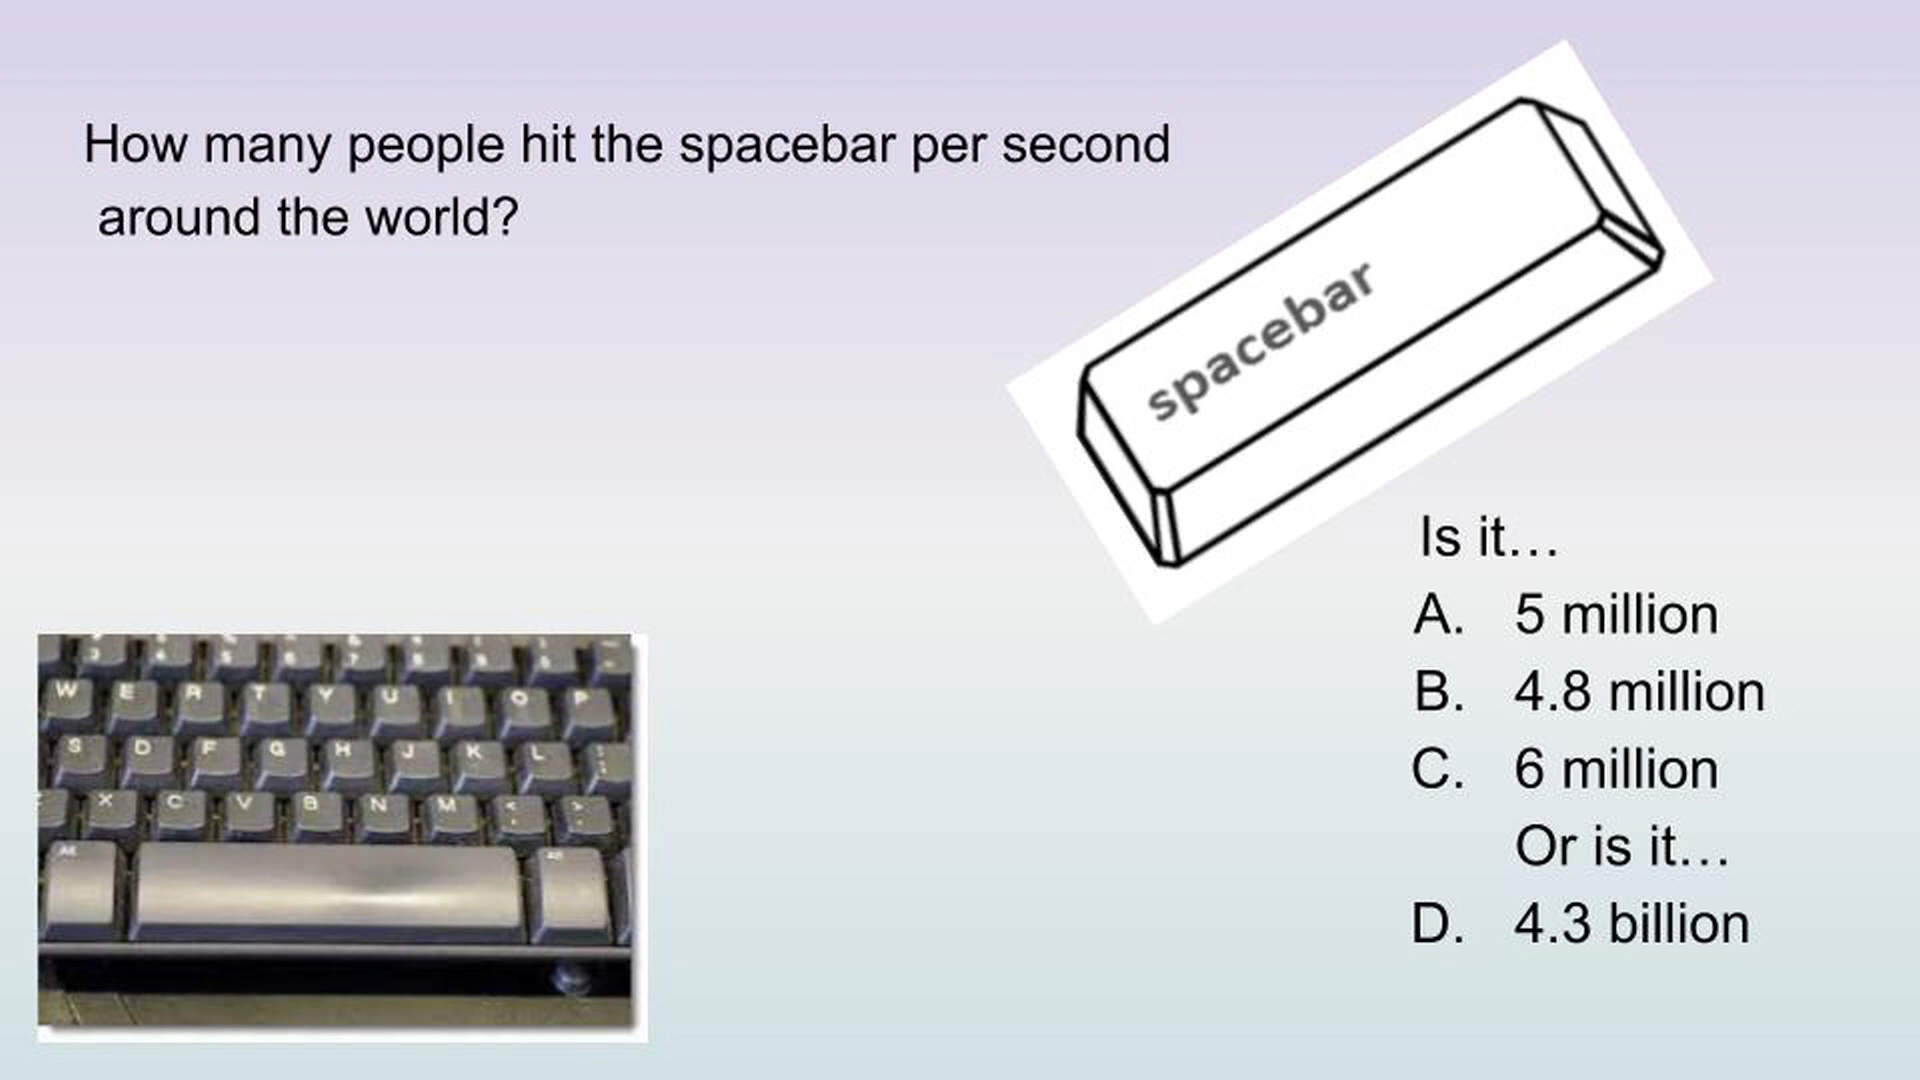 How many people hit the spacebar per second
around the world?
spacebar
Is it…
A. 5 million
B. 4.8 million
C. 6 million
Or is it…
D. 4.3 billion
W E R T Y U I O P
S D F G H J K L
X C V B N M < >